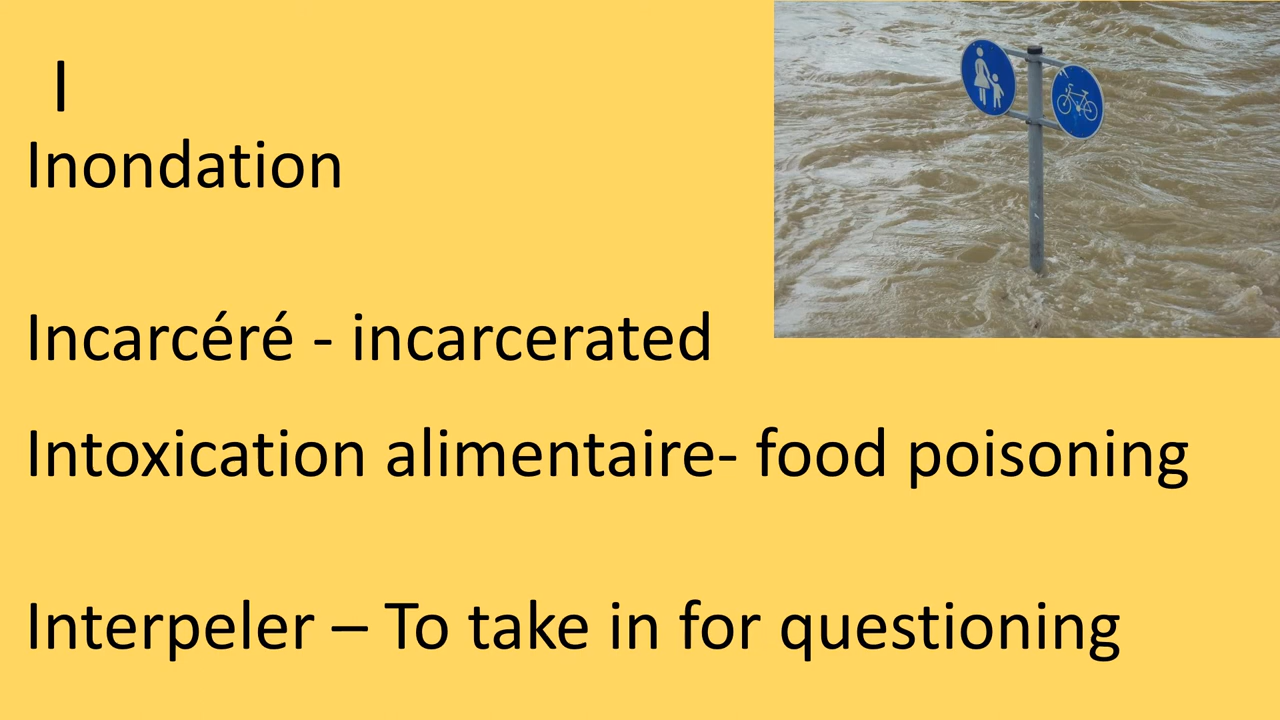 I
Inondation
Incarcéré - incarcerated
Intoxication alimentaire- food poisoning
Interpeler – To take in for questioning